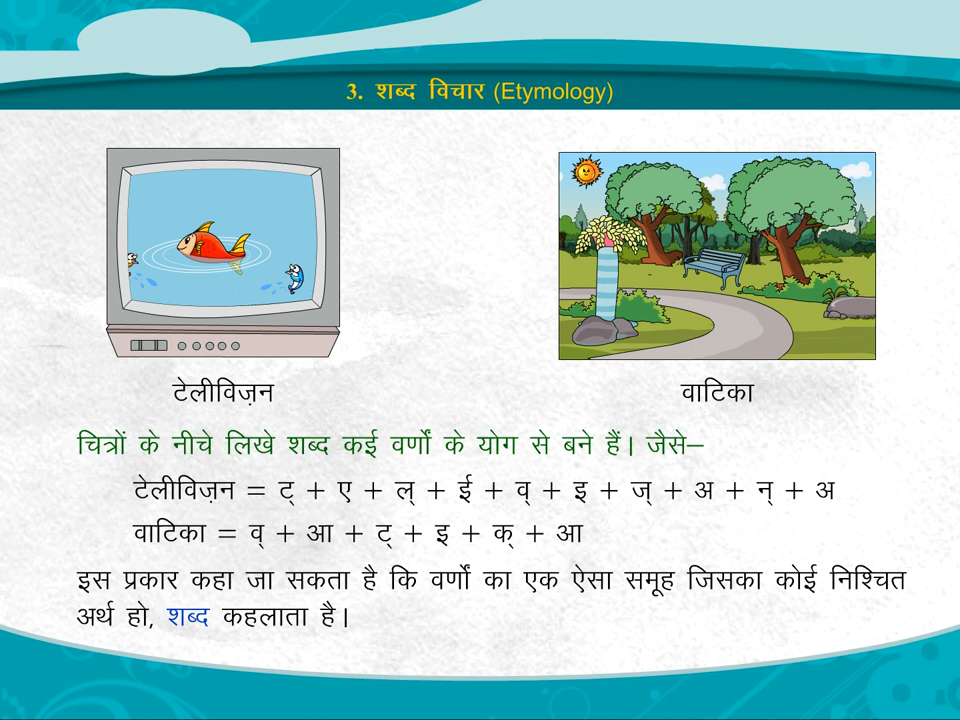 3. शब्द विचार (Etymology)
टेलीविज़न
वाटिका
चित्रों के नीचे लिखे शब्द कई वर्णों के योग से बने हैं। जैसे–
टेलीविज़न = ट् + ए + ल् + ई + व् + इ + ज् + अ + न् + अ
वाटिका = व् + आ + ट् + इ + क् + आ
इस प्रकार कहा जा सकता है कि वर्णों का एक ऐसा समूह जिसका कोई निश्चित
अर्थ हो, शब्द कहलाता है।